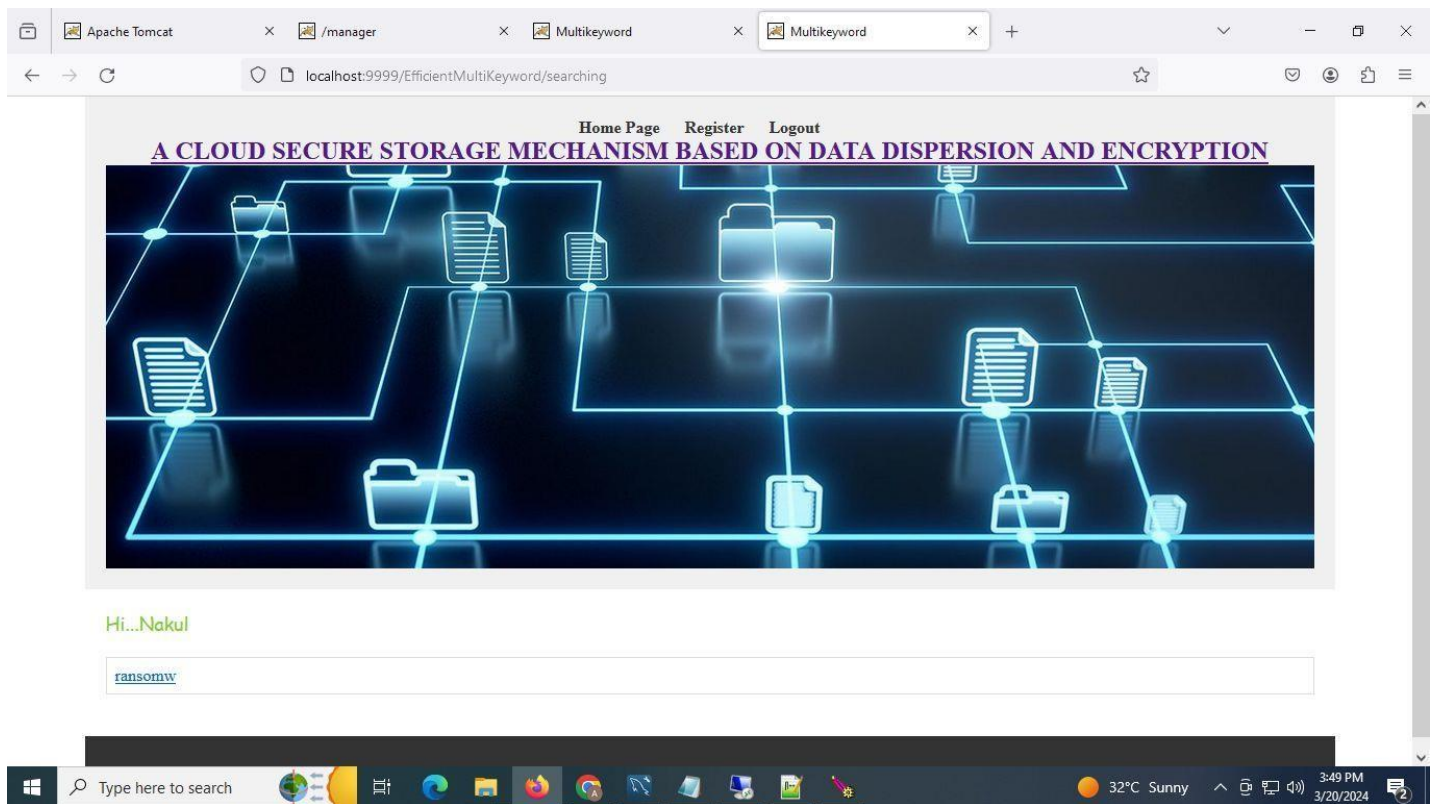 Apache Tomcat
/manager
Multikeyword
Multikeyword
localhost:9999/EfficientMultiKeyword/searching
Home Page Register Logout
A CLOUD SECURE STORAGE MECHANISM BASED ON DATA DISPERSION AND ENCRYPTION
Hi...Nakul
ransomw
Type here to search
32°C Sunny
3:49 PM
3/20/2024
2